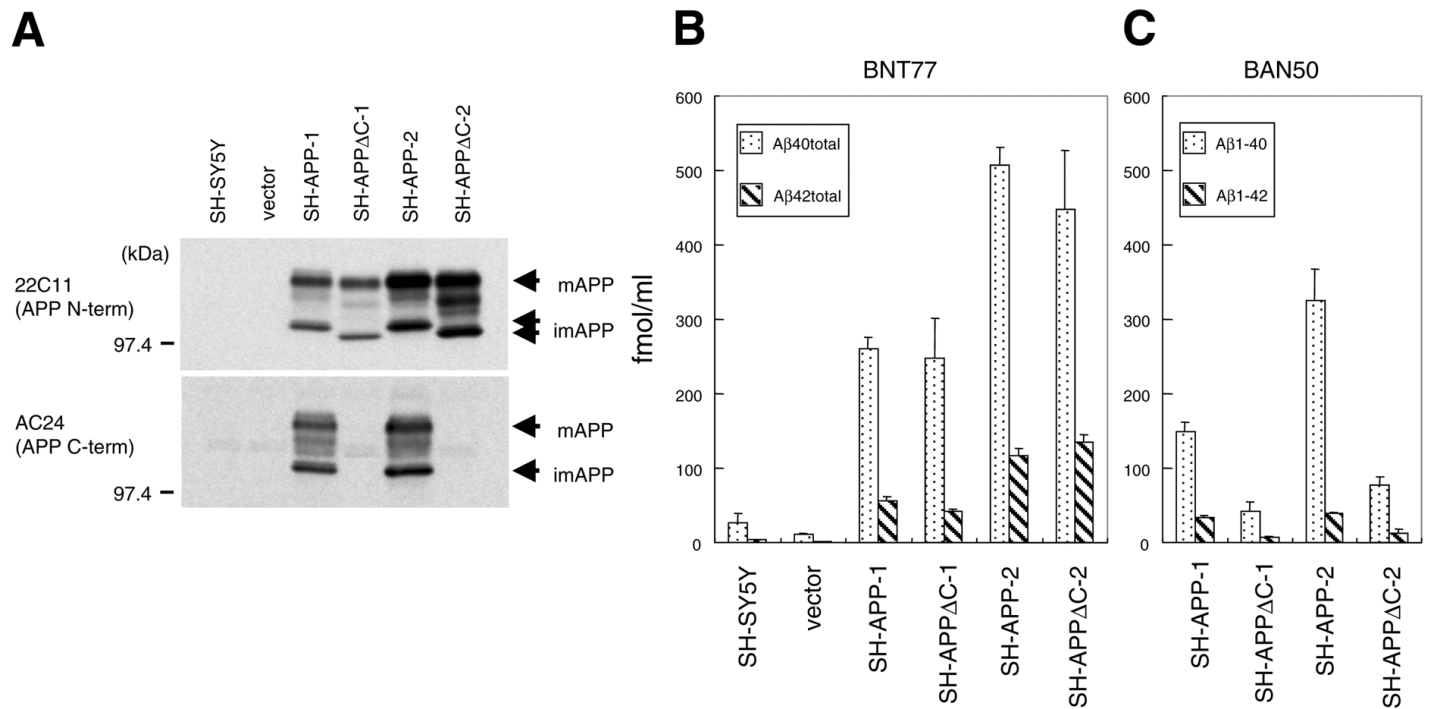 A
SH-SY5Y
vector
SH-APP-1
SH-APPΔC-1
SH-APP-2
SH-APPΔC-2
(kDa)
22C11
(APP N-term)
97.4
mAPP
imAPP
AC24
(APP C-term)
97.4
mAPP
imAPP
B
BNT77
fmol/ml
600
500
400
300
200
100
0
Aβ40total
Aβ42total
SH-SY5Y
vector
SH-APP-1
SH-APPΔC-1
SH-APP-2
SH-APPΔC-2
C
BAN50
600
500
400
300
200
100
0
Aβ1-40
Aβ1-42
SH-APP-1
SH-APPΔC-1
SH-APP-2
SH-APPΔC-2